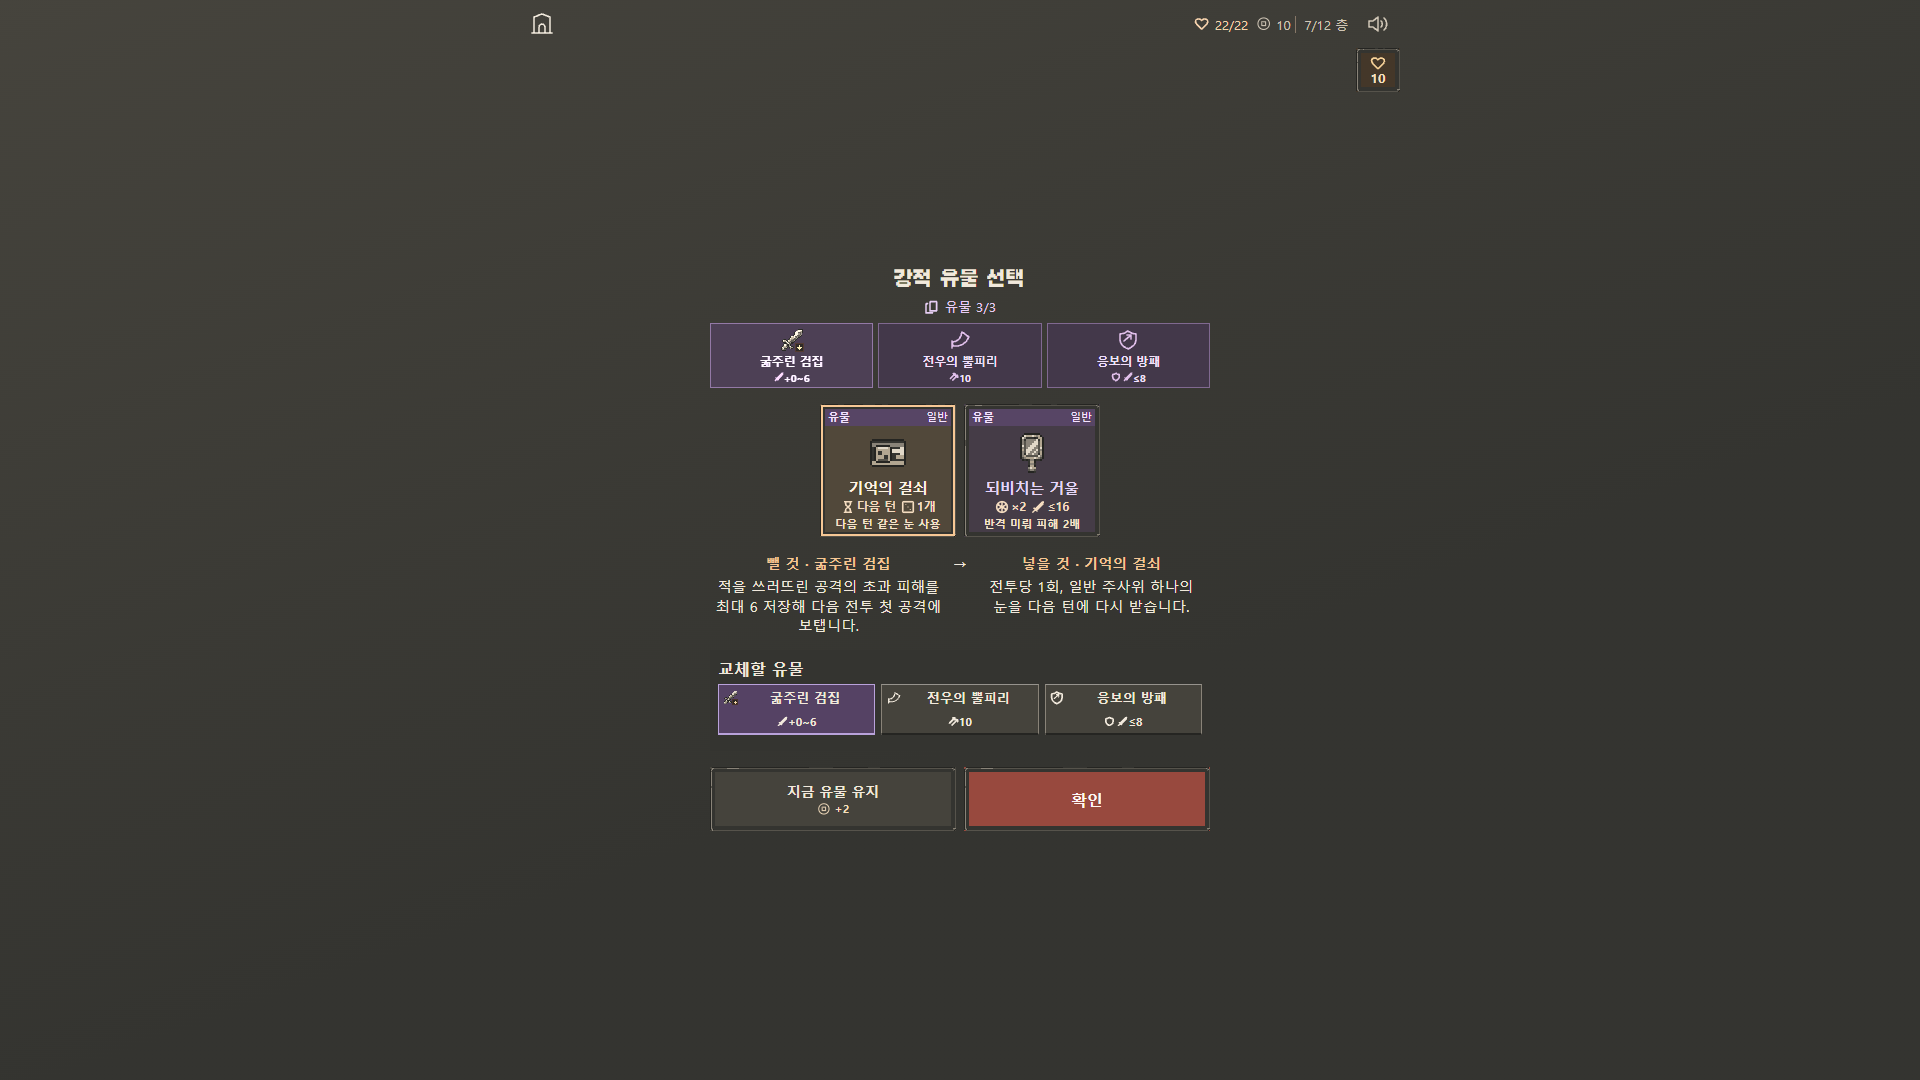 22/22 10 7/12 층
10
강적 유물 선택
유물 3/3
굶주린 검집
+0~6
전우의 뿔피리
10
응보의 방패
≤8
유물 일반
기억의 걸쇠
다음 턴 1개
다음 턴 같은 눈 사용
유물 일반
되비치는 거울
×2 ≤16
반격 미뤄 피해 2배
뺄 것 · 굶주린 검집
적을 쓰러뜨린 공격의 초과 피해를
최대 6 저장해 다음 전투 첫 공격에
보탭니다.
→
넣을 것 · 기억의 걸쇠
전투당 1회, 일반 주사위 하나의
눈을 다음 턴에 다시 받습니다.
교체할 유물
굶주린 검집
+0~6
전우의 뿔피리
10
응보의 방패
≤8
지금 유물 유지
+2
확인